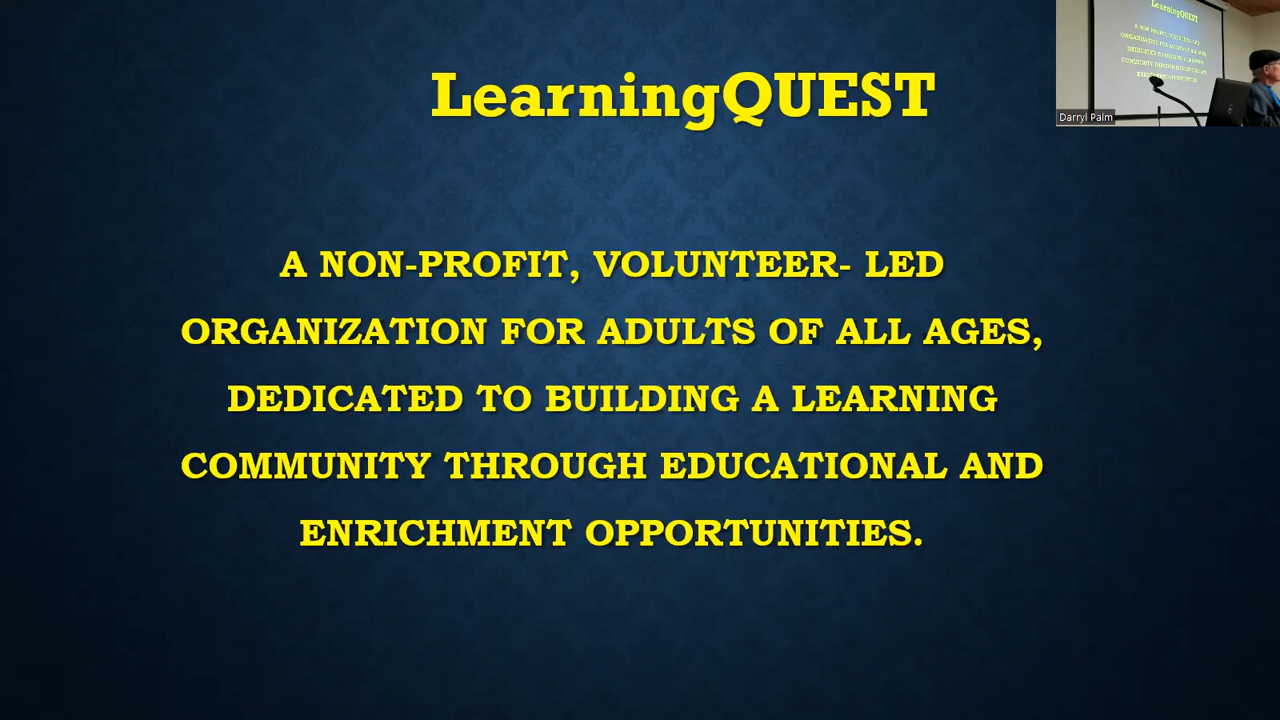 LearningQUEST
A NON-PROFIT, VOLUNTEER- LED
ORGANIZATION FOR ADULTS OF ALL AGES,
DEDICATED TO BUILDING A LEARNING
COMMUNITY THROUGH EDUCATIONAL AND
ENRICHMENT OPPORTUNITIES.
LearningQUEST
Darryl Palm